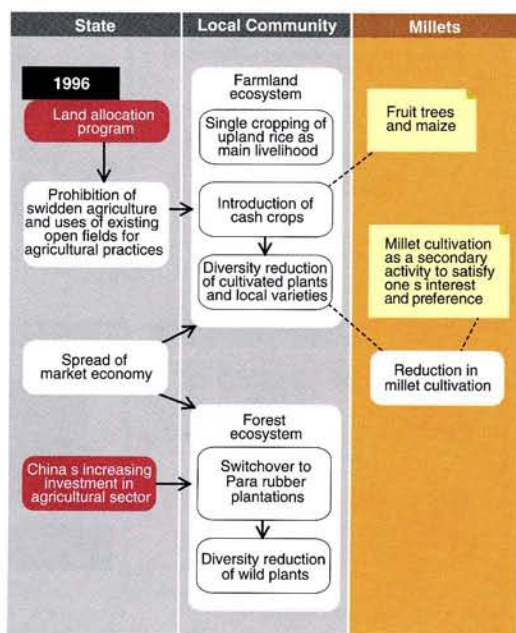 State
Local Community
Millets
1996
Land allocation
program
Prohibition of
swidden agriculture
and uses of existing
open fields for
agricultural practices
Spread of
market economy
China s increasing
investment in
agricultural sector
Farmland
ecosystem
Single cropping of
upland rice as
main livelihood
Introduction of
cash crops
Diversity reduction
of cultivated plants
and local varieties
Forest
ecosystem
Switchover to
Para rubber
plantations
Diversity reduction
of wild plants
Fruit trees
and maize
Millet cultivation
as a secondary
activity to satisfy
one s interest
and preference
Reduction in
millet cultivation